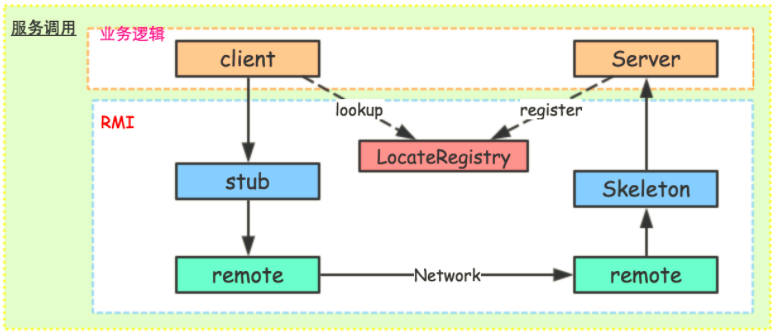 服务调用
业务逻辑
client
Server
lookup
register
RMI
LocateRegistry
stub
Skeleton
remote
Network
remote